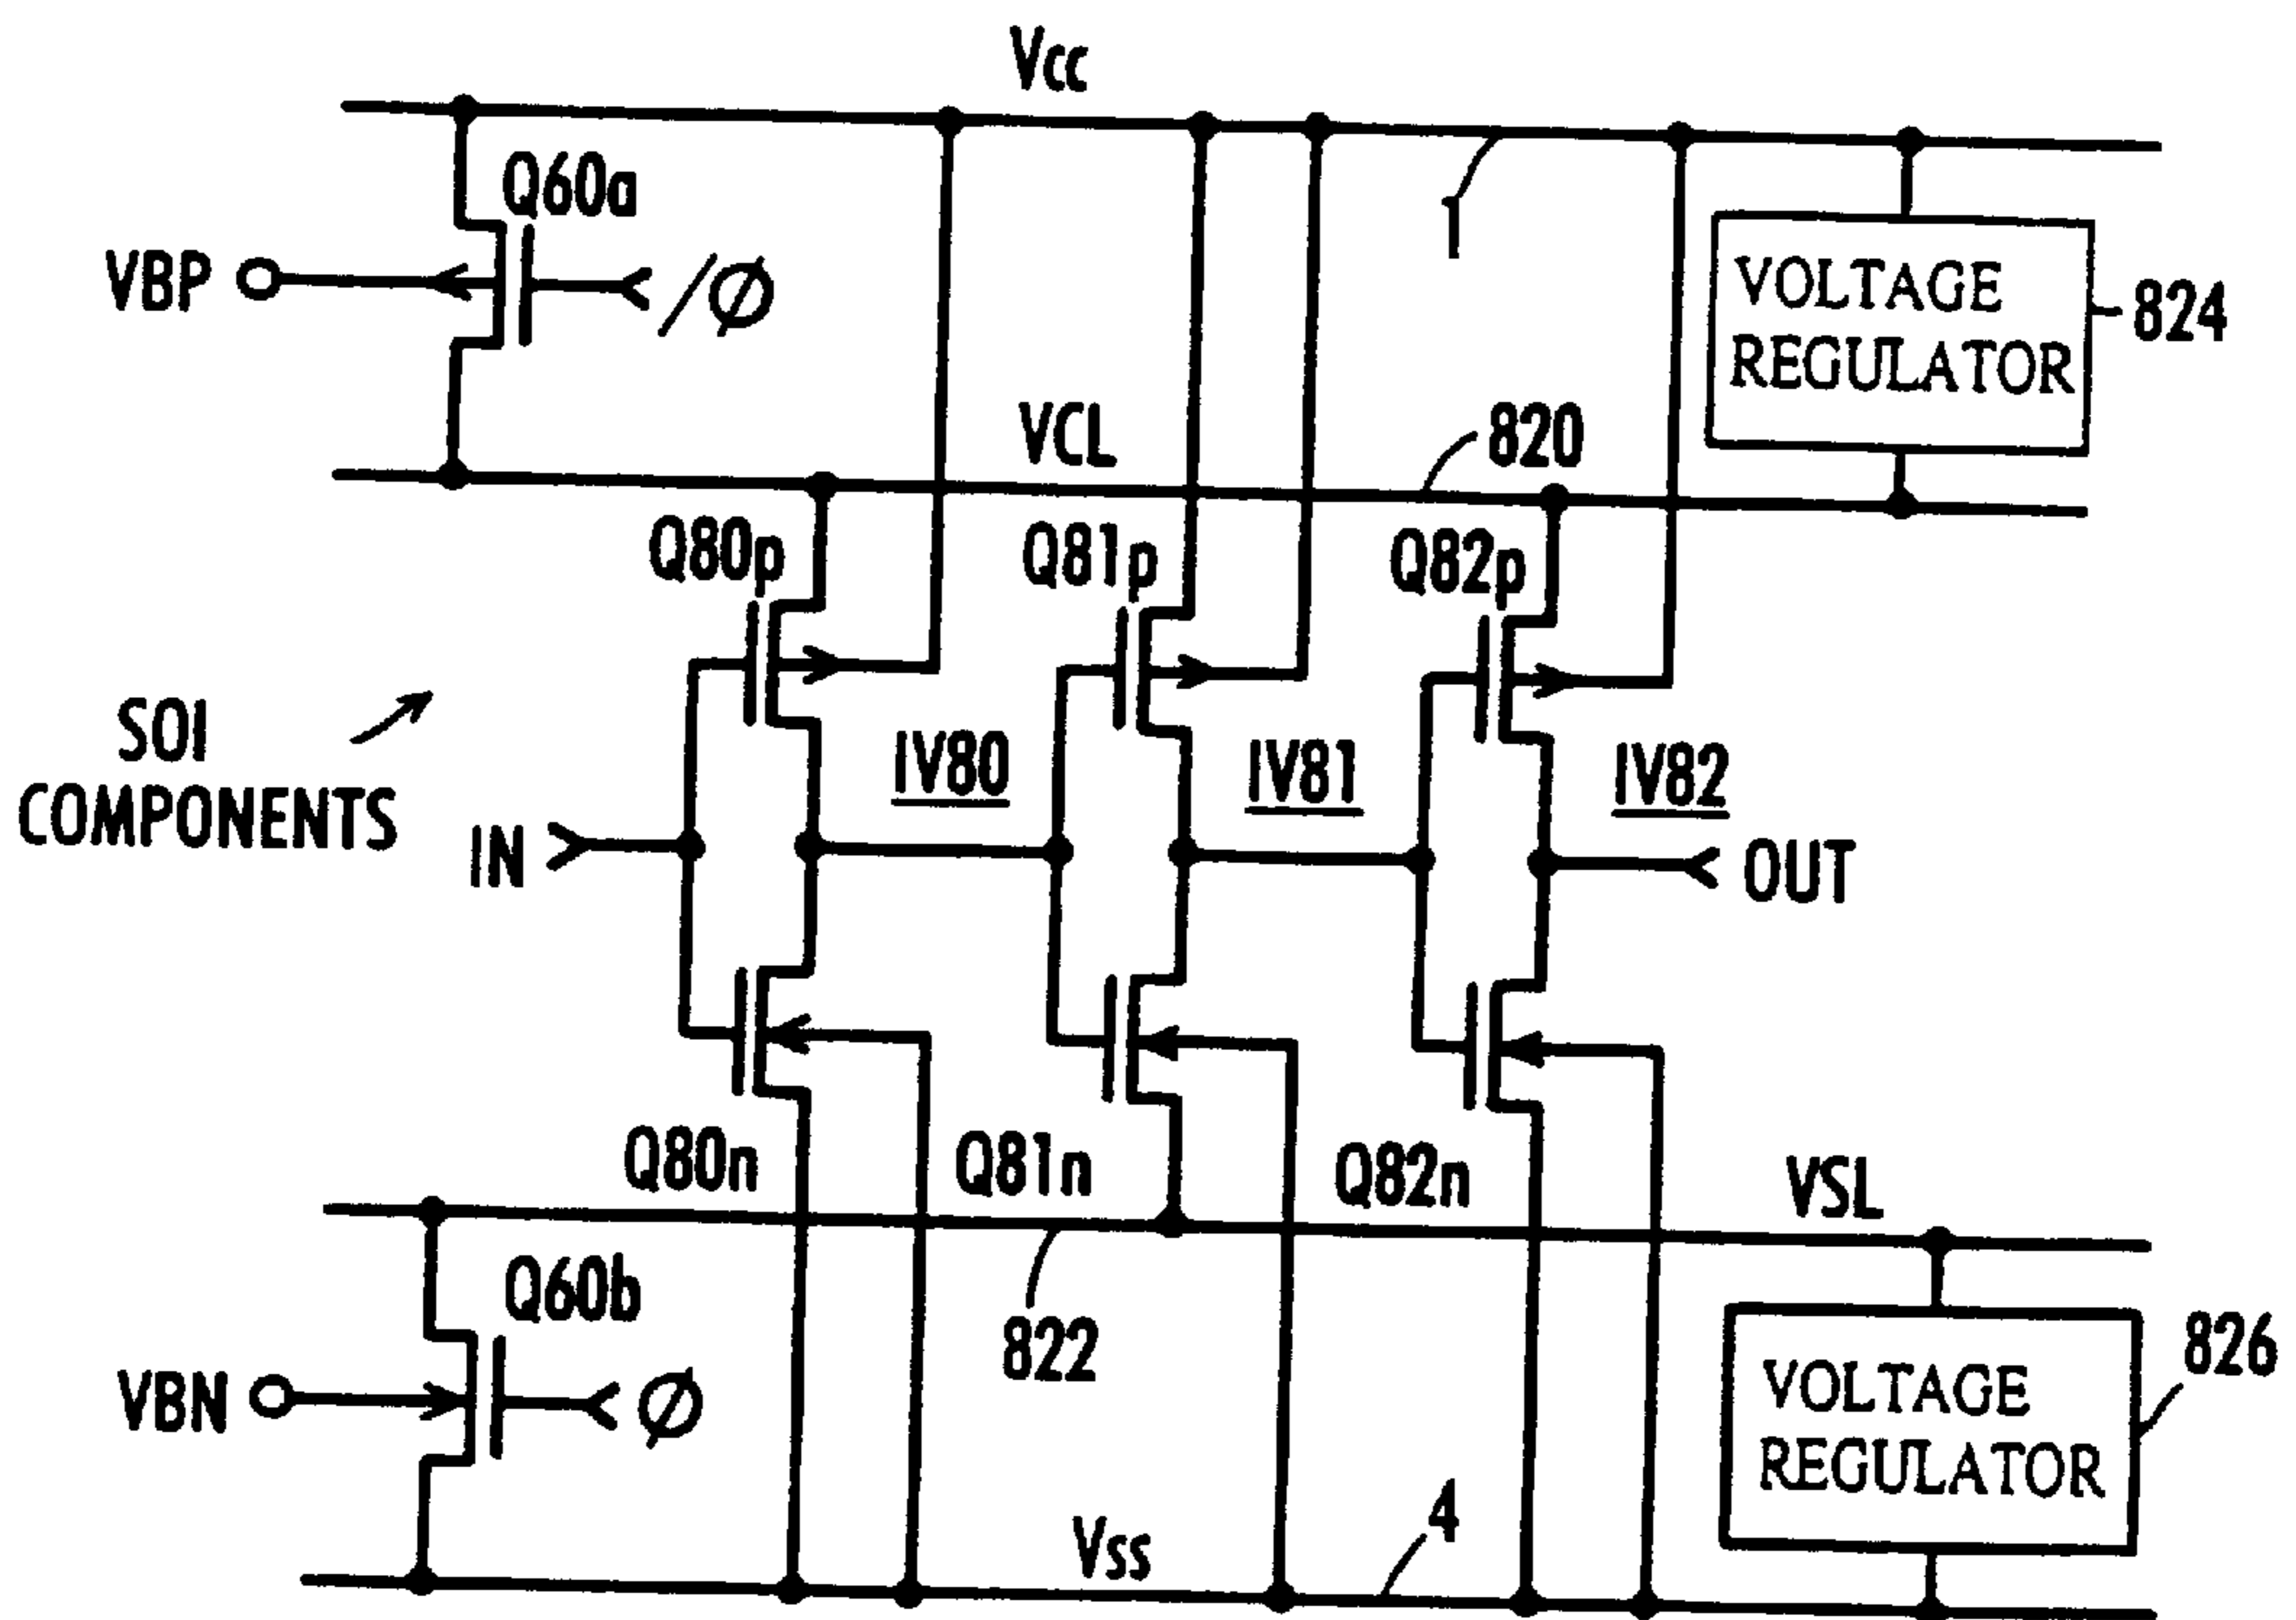 Vcc
Q60a
VBP
/Ø
1
VOLTAGE
REGULATOR
824
VCL
820
Q80p
Q81p
Q82p
SOI
COMPONENTS
IV80
IV81
IV82
IN
OUT
Q80n
Q81n
Q82n
VSL
Q60b
822
VBN
Ø
VOLTAGE
REGULATOR
826
Vss
4